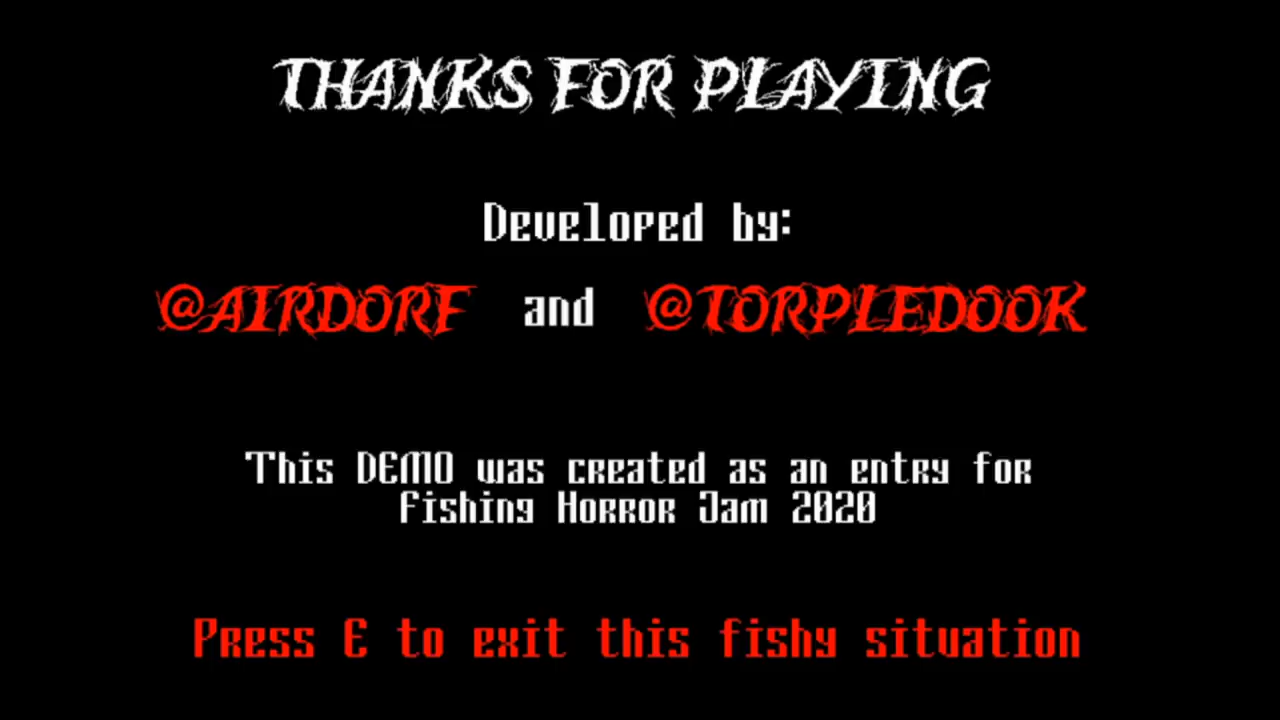 THANKS FOR PLAYING
Developed by:
@AIRDORF and @TORPLEDOOK
This DEMO was created as an entry for
Fishing Horror Jam 2020
Press E to exit this fishy situation